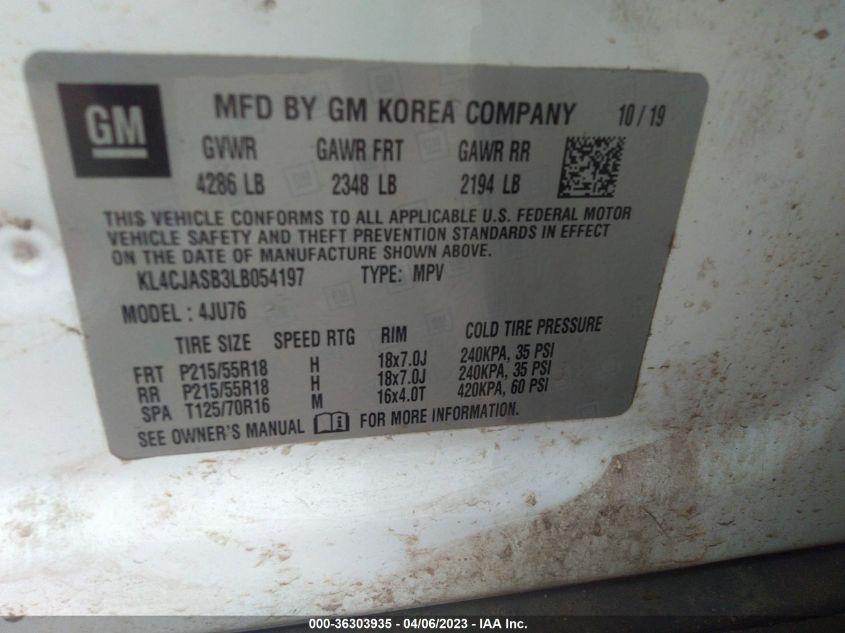 GM
MFD BY GM KOREA COMPANY 10/19
GVWR GAWR FRT GAWR RR
4286 LB 2348 LB 2194 LB
THIS VEHICLE CONFORMS TO ALL APPLICABLE U.S. FEDERAL MOTOR
VEHICLE SAFETY AND THEFT PREVENTION STANDARDS IN EFFECT
ON THE DATE OF MANUFACTURE SHOWN ABOVE.
KL4CJASB3LB054197 TYPE: MPV
MODEL: 4JU76
TIRE SIZE SPEED RTG RIM COLD TIRE PRESSURE
FRT P215/55R18 H 18x7.0J 240KPA, 35 PSI
RR P215/55R18 H 18x7.0J 240KPA, 35 PSI
SPA T125/70R16 M 16x4.0T 420KPA, 60 PSI
SEE OWNER'S MANUAL FOR MORE INFORMATION.
000-36303935 - 04/06/2023 - IAA Inc.